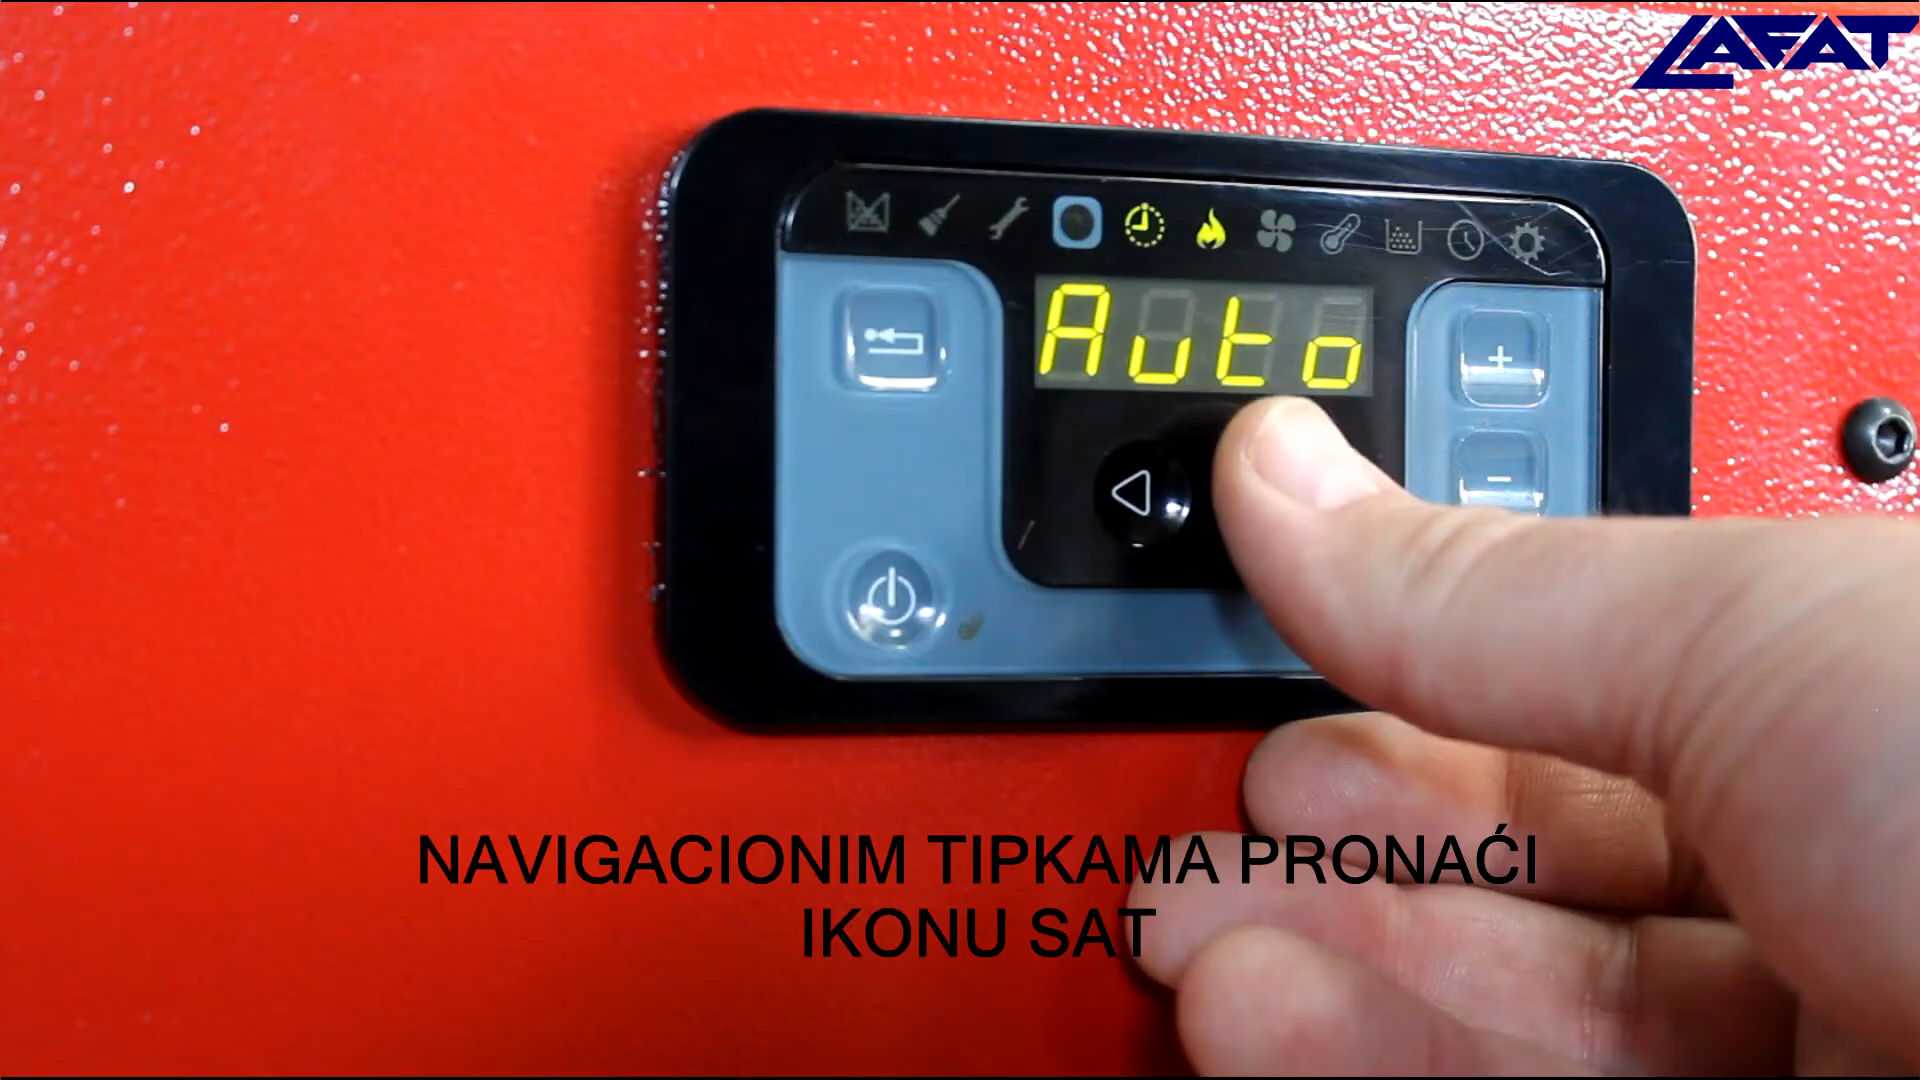 LAFAT
Auto
+
-
NAVIGACIONIM TIPKAMA PRONAĆI
IKONU SAT